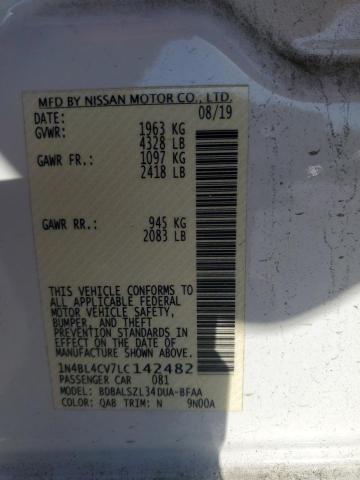 MFD BY NISSAN MOTOR CO., LTD.
DATE: 08/19
GVWR: 1963 KG
4328 LB
GAWR FR.: 1097 KG
2418 LB
GAWR RR.: 945 KG
2083 LB
THIS VEHICLE CONFORMS TO
ALL APPLICABLE FEDERAL
MOTOR VEHICLE SAFETY,
BUMPER, AND THEFT
PREVENTION STANDARDS IN
EFFECT ON THE DATE OF
MANUFACTURE SHOWN ABOVE.
1N4BL4CV7LC142482
PASSENGER CAR 081
MODEL: BDBALSZL34DUA-BFAA
COLOR: QAB TRIM: N 9N00A